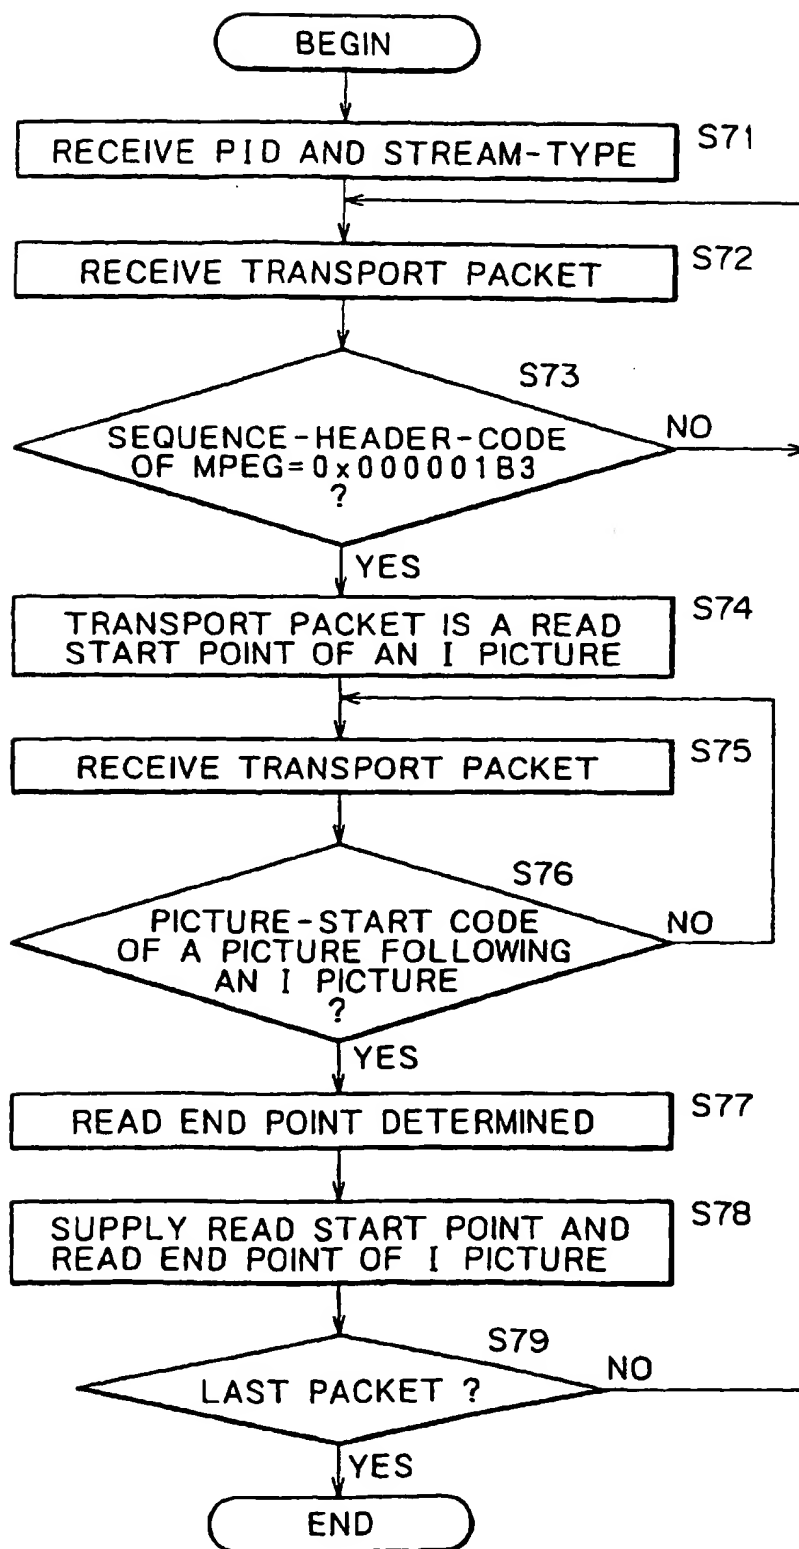 BEGIN
RECEIVE PID AND STREAM-TYPE
S71
RECEIVE TRANSPORT PACKET
S72
S73
SEQUENCE-HEADER-CODE
OF MPEG=0x000001B3
?
NO
YES
TRANSPORT PACKET IS A READ
START POINT OF AN I PICTURE
S74
RECEIVE TRANSPORT PACKET
S75
S76
PICTURE-START CODE
OF A PICTURE FOLLOWING
AN I PICTURE
?
NO
YES
READ END POINT DETERMINED
S77
SUPPLY READ START POINT AND
READ END POINT OF I PICTURE
S78
S79
LAST PACKET ?
NO
YES
END